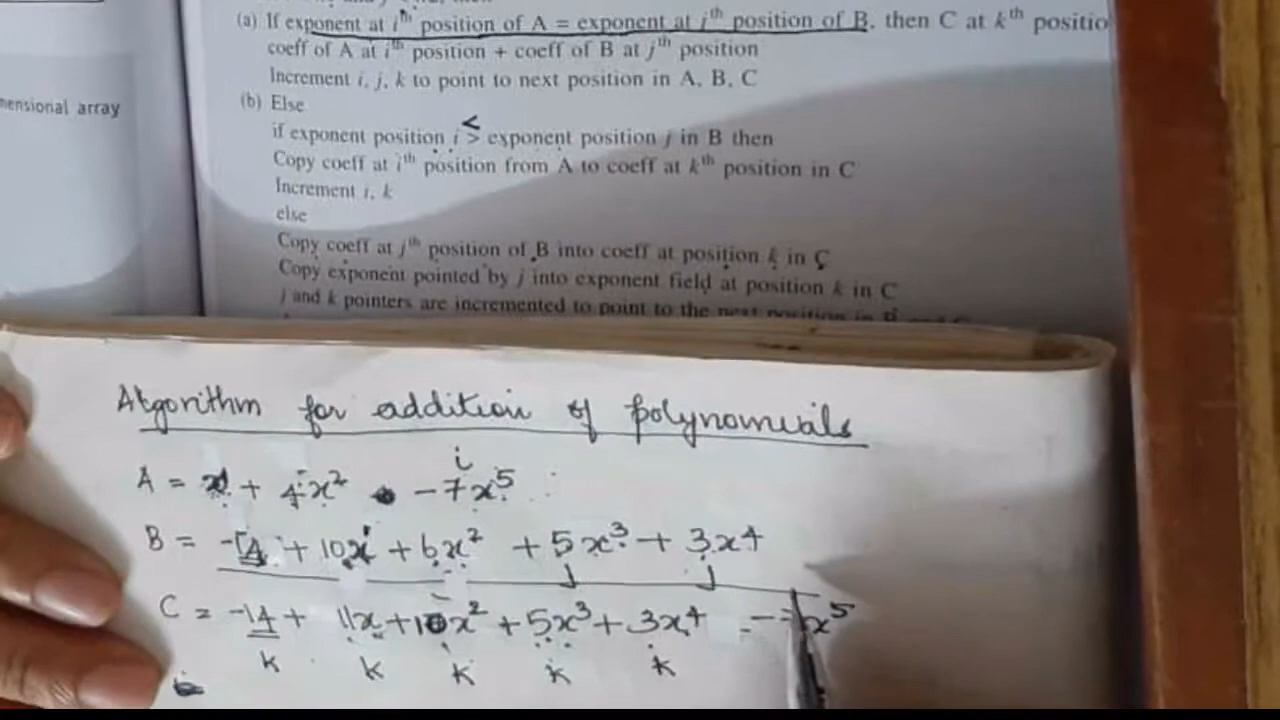 (a) If exponent at iᵗʰ position of A = exponent at jᵗʰ position of B, then C at kᵗʰ positio
coeff of A at iᵗʰ position + coeff of B at jᵗʰ position
Increment i, j, k to point to next position in A, B, C
(b) Else
mensional array
<
if exponent position i > exponent position j in B then
Copy coeff at iᵗʰ position from A to coeff at kᵗʰ position in C
Increment i, k
else
Copy coeff at jᵗʰ position of B into coeff at position k in C
Copy exponent pointed by j into exponent field at position k in C
j and k pointers are incremented to point to the next position in B and C
Algorithm for addition of polynomials
i
A = x + 4x² - 7x⁵
B = -14 + 10x + 6x² + 5x³ + 3x⁴
j j
C = -14 + 11x + 10x² + 5x³ + 3x⁴ - 7x⁵
k k k k k